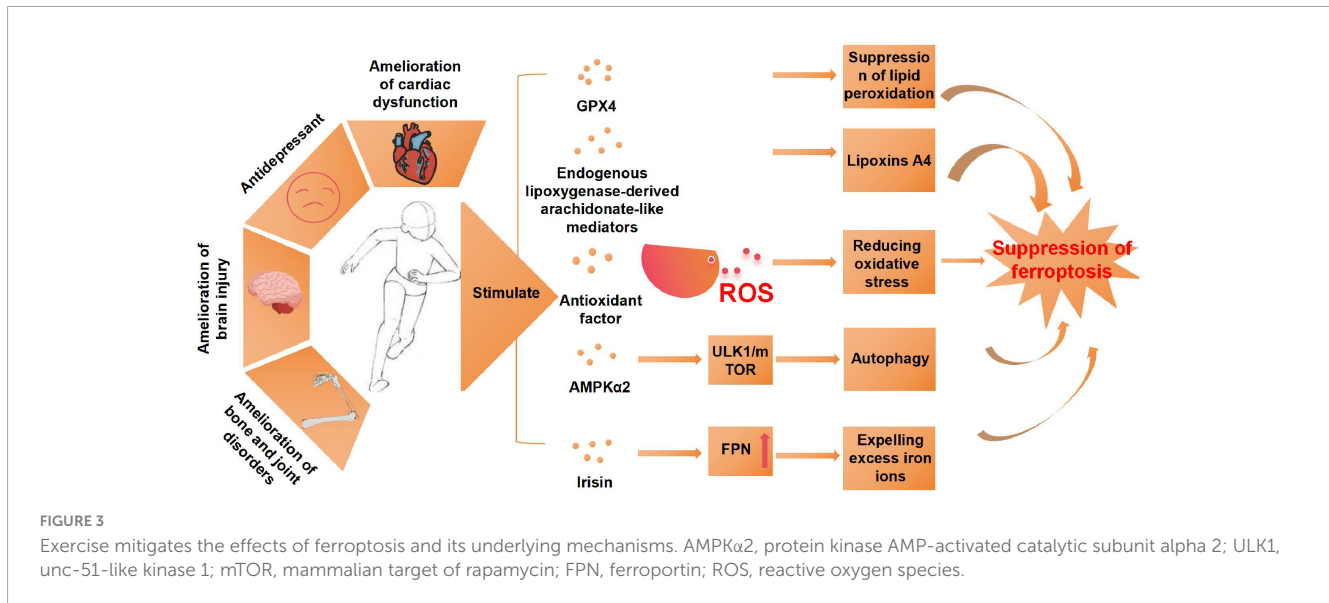 Amelioration
of cardiac
dysfunction
Antidepressant
Amelioration of
brain injury
Amelioration of
bone and joint
disorders
Stimulate
GPX4
Endogenous
lipoxygenase-derived
arachidonate-like
mediators
Antioxidant
factor
AMPKα2
Irisin
ROS
ULK1/m
TOR
FPN
Suppressio
n of lipid
peroxidation
Lipoxins A4
Reducing
oxidative
stress
Autophagy
Expelling
excess iron
ions
Suppression of
ferroptosis
FIGURE 3
Exercise mitigates the effects of ferroptosis and its underlying mechanisms. AMPKα2, protein kinase AMP-activated catalytic subunit alpha 2; ULK1,
unc-51-like kinase 1; mTOR, mammalian target of rapamycin; FPN, ferroportin; ROS, reactive oxygen species.